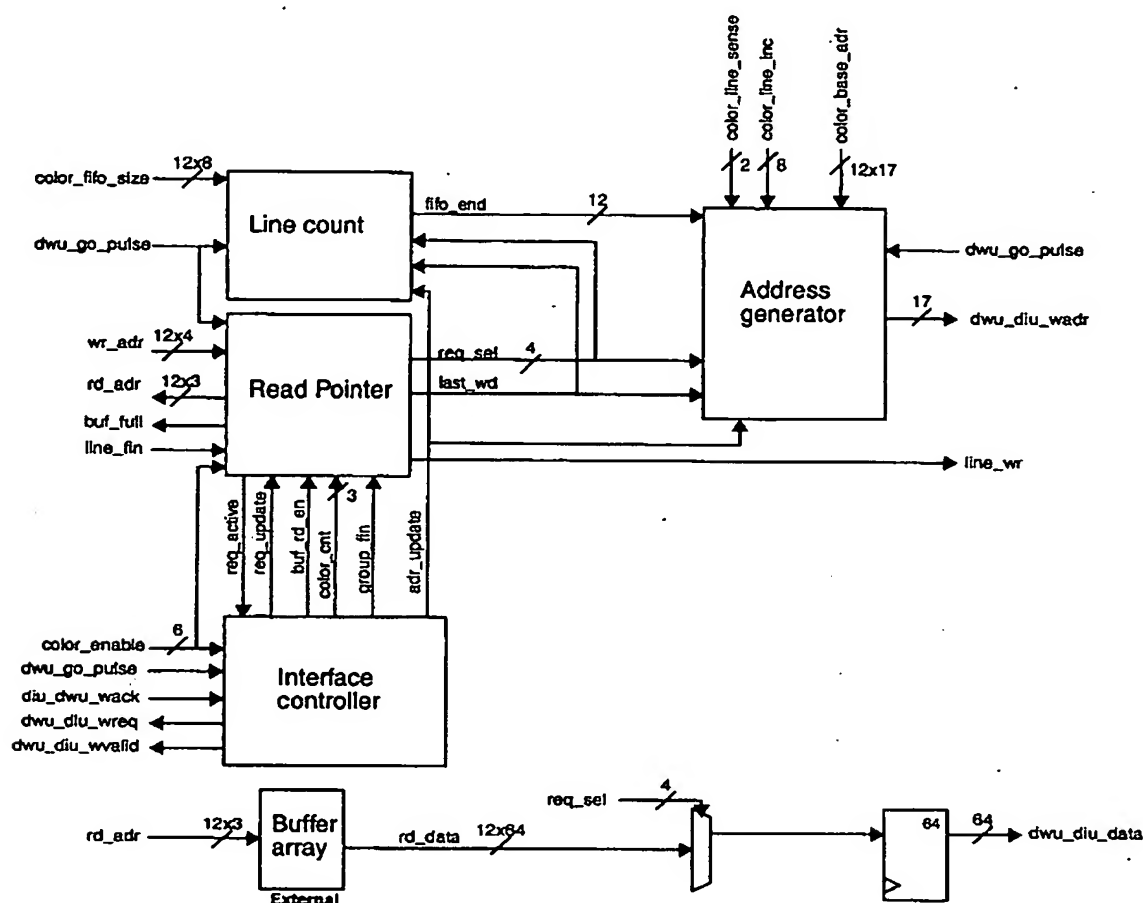 color_line_sense
color_line_inc
color_base_adr
2
8
12x17
color_fifo_size
12x8
Line count
fifo_end
12
dwu_go_pulse
dwu_go_pulse
Address
generator
17
dwu_diu_wadr
wr_adr
12x4
req_sel
4
rd_adr
12x3
Read Pointer
last_wd
buf_full
line_fin
line_wr
req_active
req_update
buf_rd_en
color_cnt
3
group_fin
adr_update
color_enable
6
dwu_go_pulse
Interface
controller
diu_dwu_wack
dwu_diu_wreq
dwu_diu_wvalid
req_sel
4
rd_adr
12x3
Buffer
array
rd_data
12x64
64
64
dwu_diu_data
External